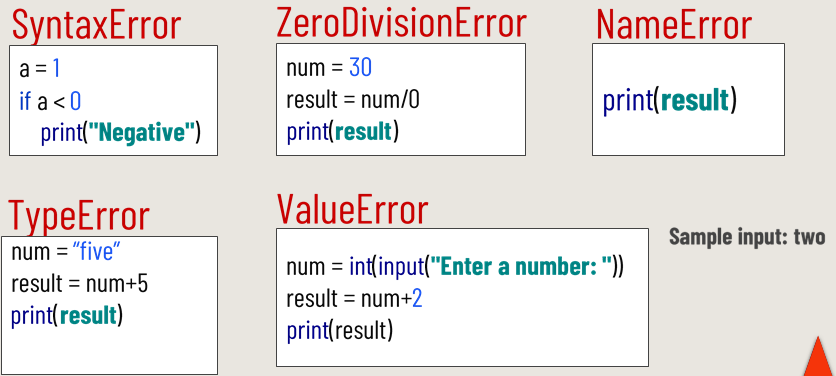 SyntaxError
a = 1
if a < 0
    print("Negative")
ZeroDivisionError
num = 30
result = num/0
print(result)
NameError
print(result)
TypeError
num = “five“
result = num+5
print(result)
ValueError
num = int(input("Enter a number: "))
result = num+2
print(result)
Sample input: two